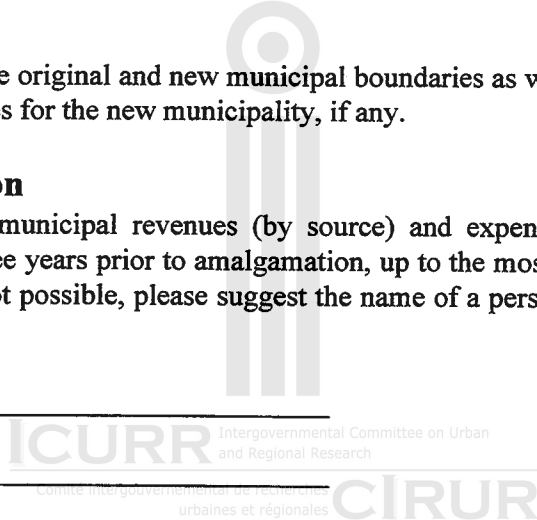 e original and new municipal boundaries as w
s for the new municipality, if any.
on
municipal revenues (by source) and expen
ee years prior to amalgamation, up to the mos
ot possible, please suggest the name of a pers
ICURR Intergovernmental Committee on Urban
and Regional Research
Comité intergouvernemental de recherches
urbaines et régionales CIRUR